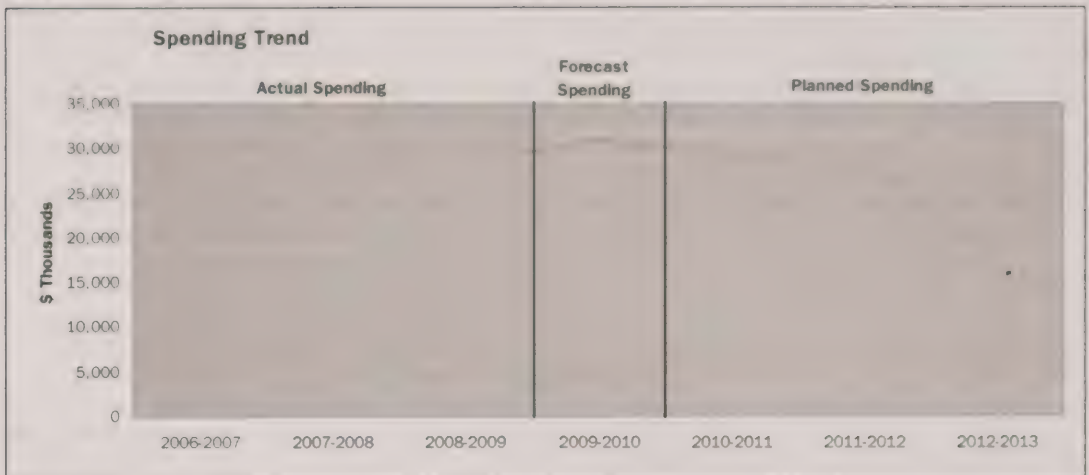 Spending Trend
Actual Spending
Forecast
Spending
Planned Spending
$ Thousands
35,000
30,000
25,000
20,000
15,000
10,000
5,000
0
2006-2007 2007-2008 2008-2009 2009-2010 2010-2011 2011-2012 2012-2013